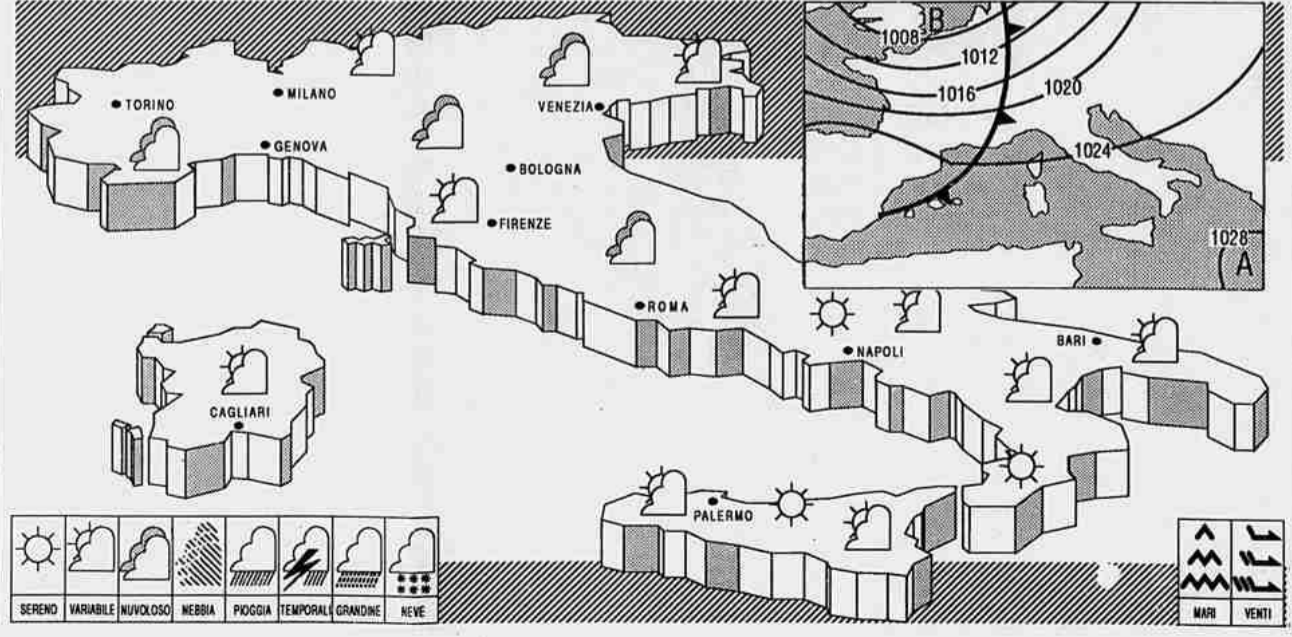 B
1008
1012
1016
1020
1024
1028
A
TORINO
MILANO
VENEZIA
GENOVA
BOLOGNA
FIRENZE
ROMA
NAPOLI
BARI
CAGLIARI
PALERMO
SERENO VARIABILE NUVOLOSO NEBBIA PIOGGIA TEMPORALI GRANDINE NEVE
MARI VENTI